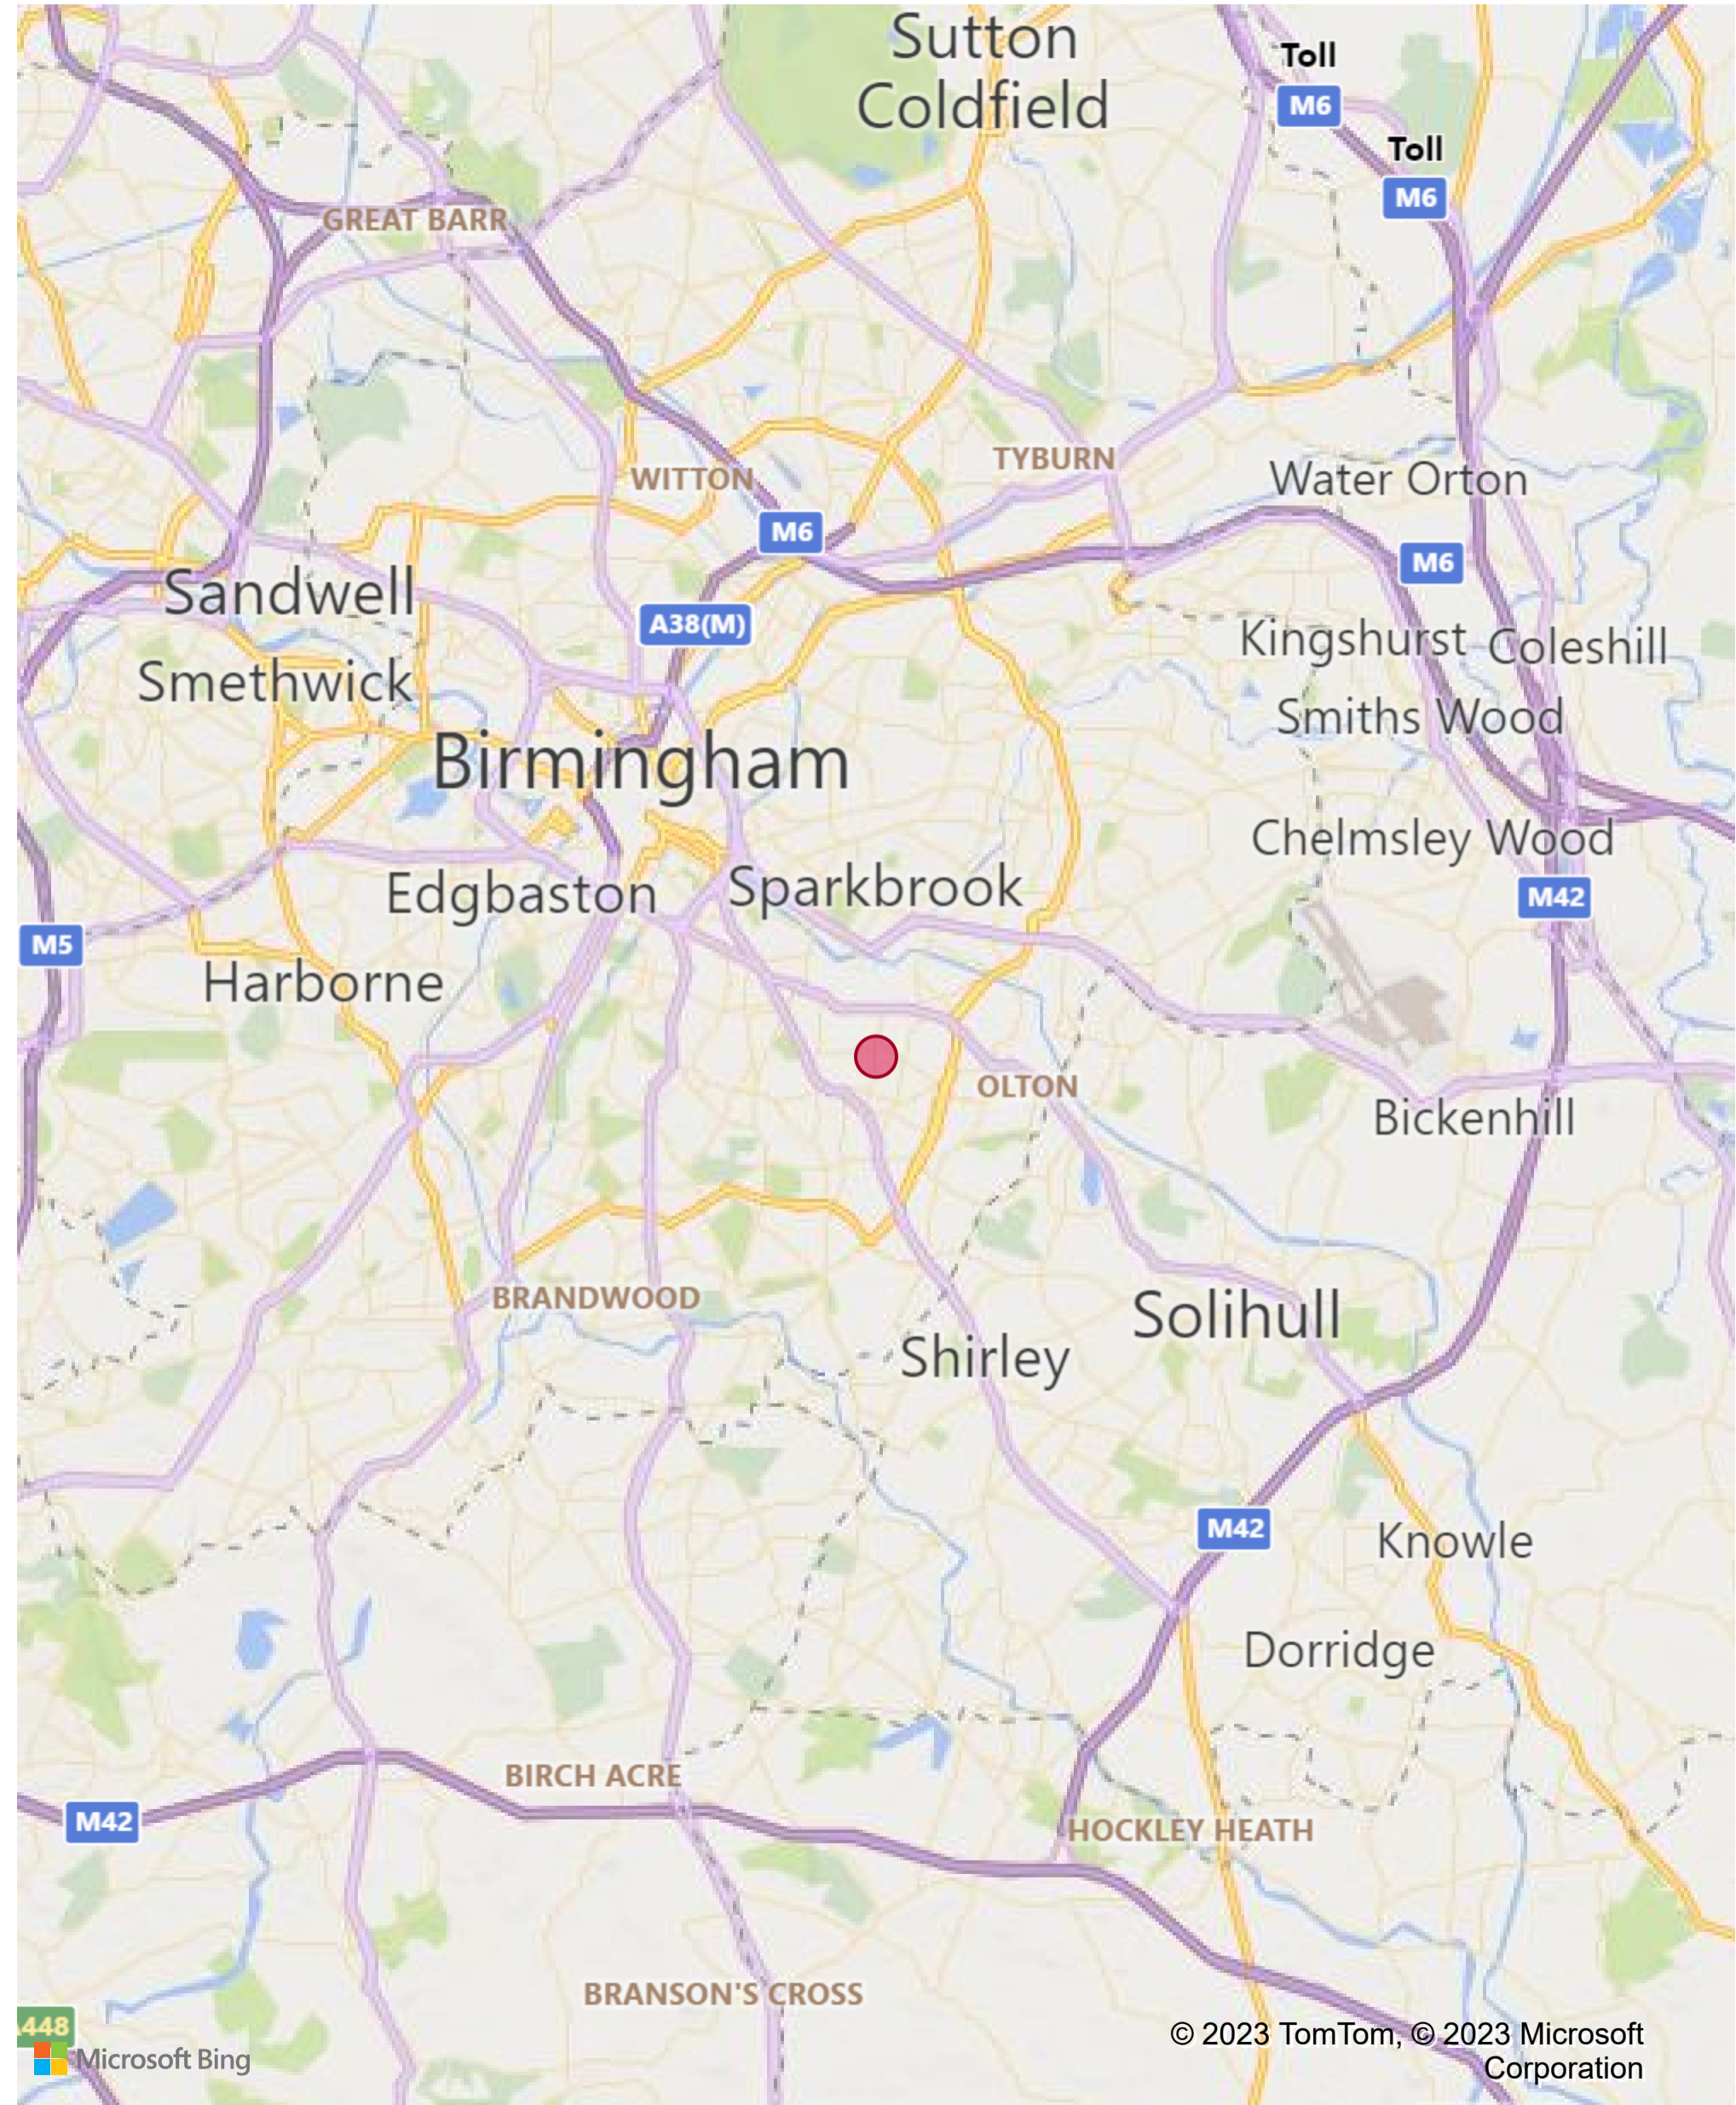 Sutton
Coldfield
Toll
M6
Toll
M6
GREAT BARR
WITTON
TYBURN
Water Orton
M6
M6
Sandwell
A38(M)
Kingshurst
Coleshill
Smethwick
Smiths Wood
Birmingham
Chelmsley Wood
Edgbaston
Sparkbrook
M42
M5
Harborne
OLTON
Bickenhill
BRANDWOOD
Solihull
Shirley
M42
Knowle
Dorridge
BIRCH ACRE
M42
HOCKLEY HEATH
BRANSON'S CROSS
448
Microsoft Bing
© 2023 TomTom, © 2023 Microsoft
Corporation